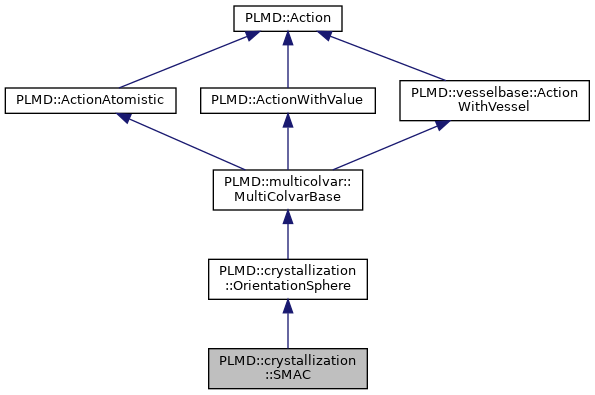 PLMD::Action
PLMD::ActionAtomistic
PLMD::ActionWithValue
PLMD::vesselbase::Action
WithVessel
PLMD::multicolvar::
MultiColvarBase
PLMD::crystallization
::OrientationSphere
PLMD::crystallization
::SMAC